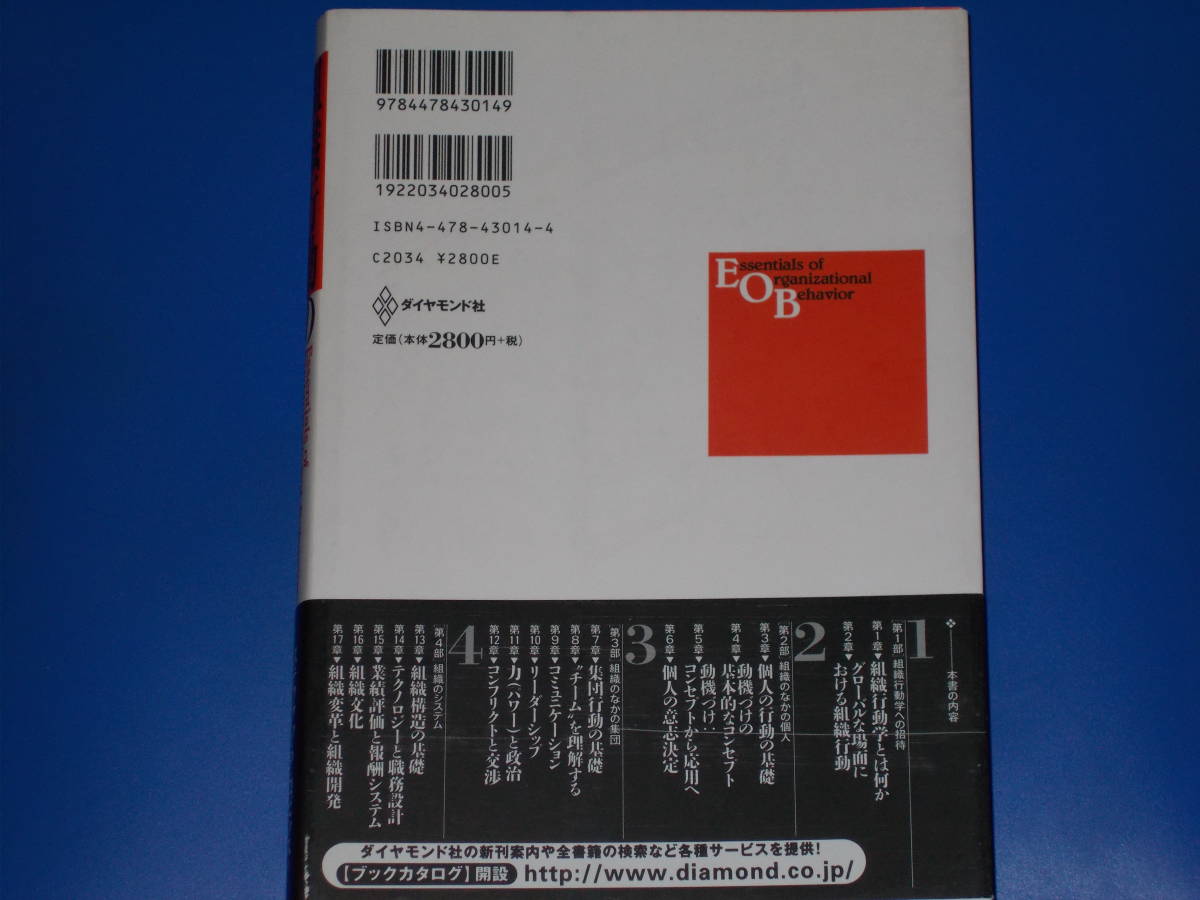 9784478430149
1922034028005
ISBN4-478-43014-4
C2034 ¥2800E
ダイヤモンド社
定価(本体2800円+税)
Essentials of
Organizational
Behavior
本書の内容
1
[第1部] 組織行動学への招待
第1章▼組織行動学とは何か
第2章▼グローバルな場面に
おける組織行動
2
[第2部] 組織のなかの個人
第3章▼個人の行動の基礎
第4章▼動機づけの
基本的なコンセプト
第5章▼動機づけ:
コンセプトから応用へ
第6章▼個人の意志決定
3
[第3部] 組織のなかの集団
第7章▼集団行動の基礎
第8章▼“チーム”を理解する
第9章▼コミュニケーション
第10章▼リーダーシップ
第11章▼力(パワー)と政治
第12章▼コンフリクトと交渉
4
[第4部] 組織のシステム
第13章▼組織構造の基礎
第14章▼テクノロジーと職務設計
第15章▼業績評価と報酬システム
第16章▼組織文化
第17章▼組織変革と組織開発
ダイヤモンド社の新刊案内や全書籍の検索など各種サービスを提供!
【ブックカタログ】開設 http://www.diamond.co.jp/